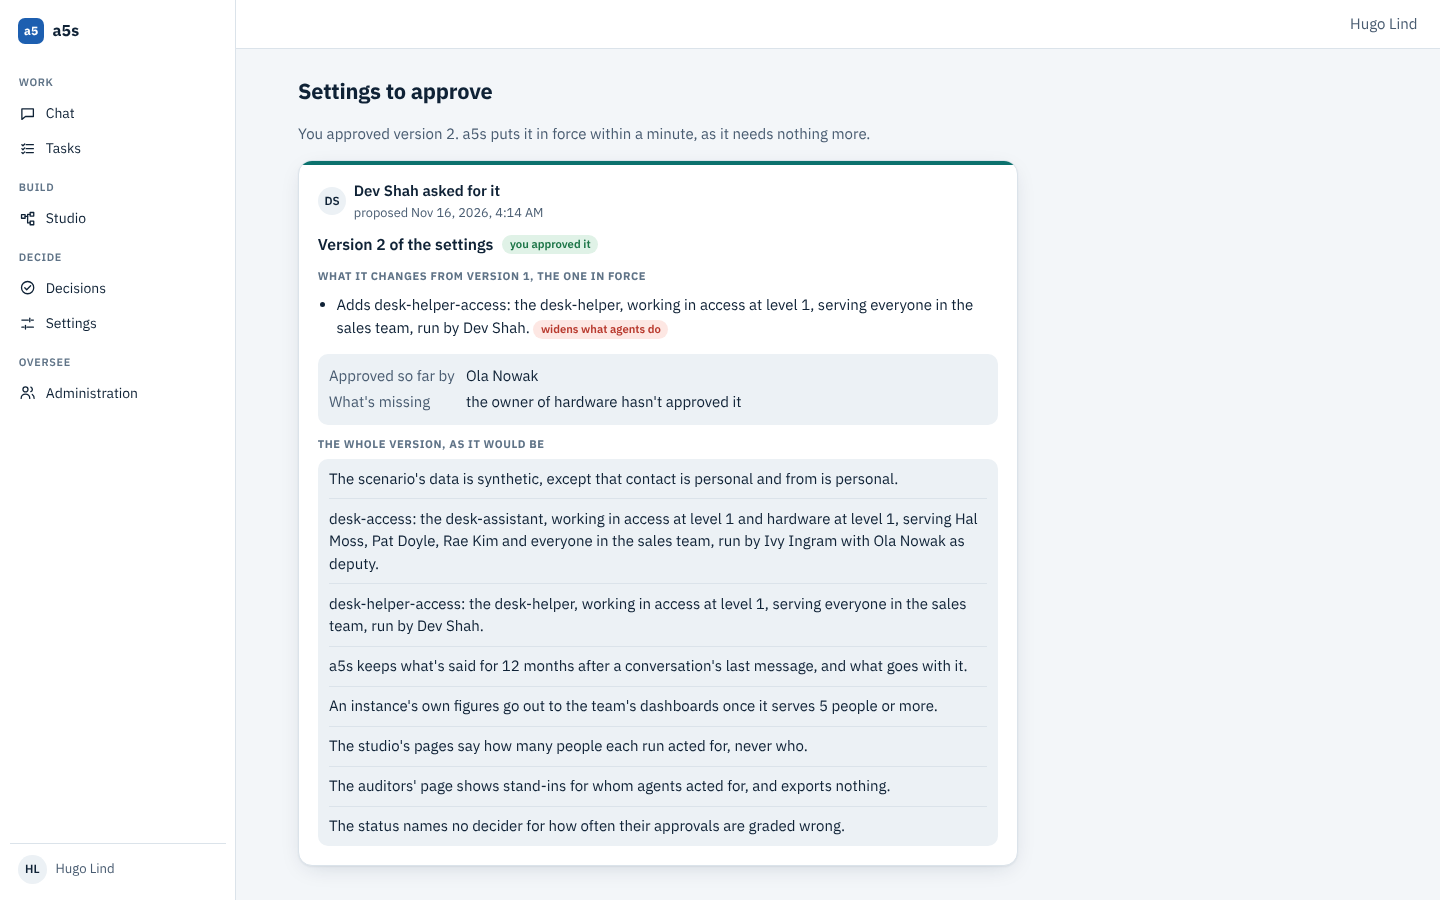 a5 a5s
Hugo Lind
WORK
Chat
Tasks
BUILD
Studio
DECIDE
Decisions
Settings
OVERSEE
Administration
HL Hugo Lind
Settings to approve
You approved version 2. a5s puts it in force within a minute, as it needs nothing more.
DS
Dev Shah asked for it
proposed Nov 16, 2026, 4:14 AM
Version 2 of the settings you approved it
WHAT IT CHANGES FROM VERSION 1, THE ONE IN FORCE
• Adds desk-helper-access: the desk-helper, working in access at level 1, serving everyone in the
sales team, run by Dev Shah. widens what agents do
Approved so far by Ola Nowak
What's missing the owner of hardware hasn't approved it
THE WHOLE VERSION, AS IT WOULD BE
The scenario's data is synthetic, except that contact is personal and from is personal.
desk-access: the desk-assistant, working in access at level 1 and hardware at level 1, serving Hal
Moss, Pat Doyle, Rae Kim and everyone in the sales team, run by Ivy Ingram with Ola Nowak as
deputy.
desk-helper-access: the desk-helper, working in access at level 1, serving everyone in the sales
team, run by Dev Shah.
a5s keeps what's said for 12 months after a conversation's last message, and what goes with it.
An instance's own figures go out to the team's dashboards once it serves 5 people or more.
The studio's pages say how many people each run acted for, never who.
The auditors' page shows stand-ins for whom agents acted for, and exports nothing.
The status names no decider for how often their approvals are graded wrong.